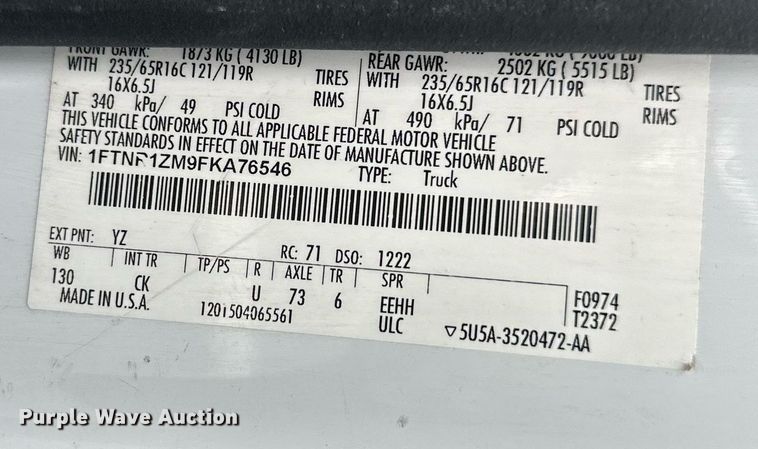 FRONT GAWR: 1873 KG ( 4130 LB)
WITH 235/65R16C 121/119R TIRES
16X6.5J RIMS
AT 340 kPa/ 49 PSI COLD
REAR GAWR: 2502 KG ( 5515 LB)
WITH 235/65R16C 121/119R TIRES
16X6.5J RIMS
AT 490 kPa/ 71 PSI COLD
THIS VEHICLE CONFORMS TO ALL APPLICABLE FEDERAL MOTOR VEHICLE
SAFETY STANDARDS IN EFFECT ON THE DATE OF MANUFACTURE SHOWN ABOVE.
VIN: 1FTNR1ZM9FKA76546 TYPE: Truck
EXT PNT: YZ RC: 71 DSO: 1222
WB INT TR TP/PS R AXLE TR SPR
130 CK U 73 6 EEHH F0974
MADE IN U.S.A. 1201504065561 ULC T2372
▽5U5A-3520472-AA
Purple Wave Auction